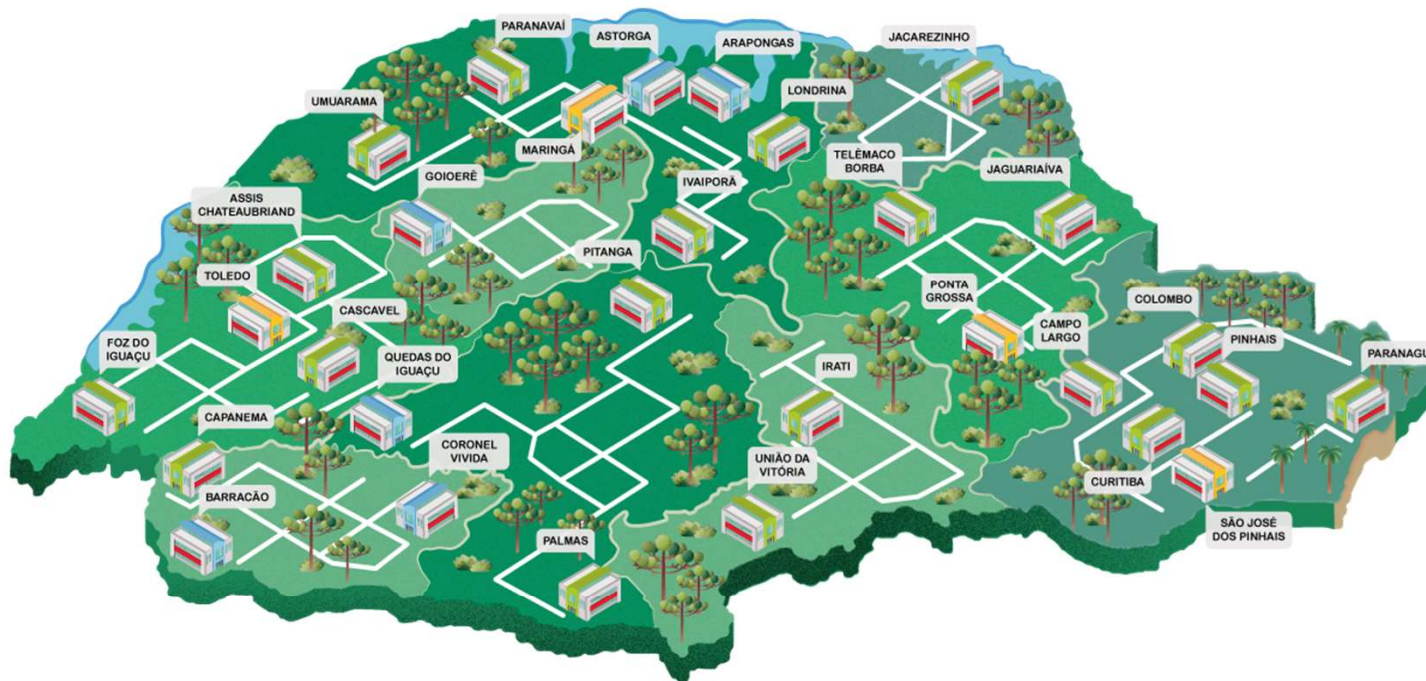 PARANAVAÍ
ASTORGA
ARAPONGAS
JACAREZINHO
UMUARAMA
LONDRINA
MARINGÁ
TELÊMACO
BORBA
JAGUARIAÍVA
GOIOERÊ
IVAIPORÃ
ASSIS
CHATEAUBRIAND
PITANGA
TOLEDO
PONTA
GROSSA
COLOMBO
CASCAVEL
CAMPO
LARGO
PINHAIS
FOZ DO
IGUAÇU
QUEDAS DO
IGUAÇU
IRATI
PARANAGU
CAPANEMA
CORONEL
VIVIDA
UNIÃO DA
VITÓRIA
CURITIBA
BARRACÃO
SÃO JOSÉ
DOS PINHAIS
PALMAS